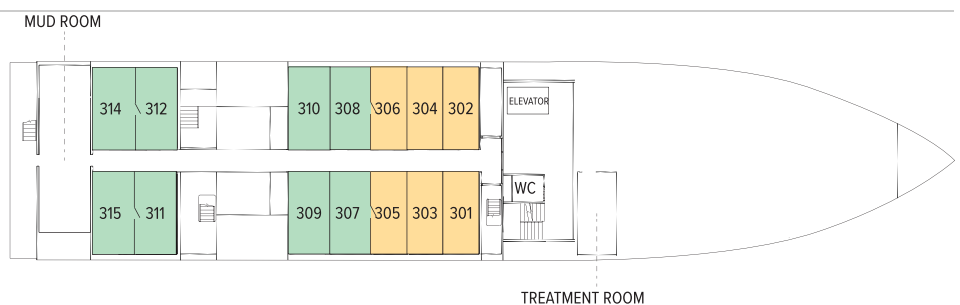 MUD ROOM
314 312 310 308 306 304 302
ELEVATOR
WC
315 311 309 307 305 303 301
TREATMENT ROOM